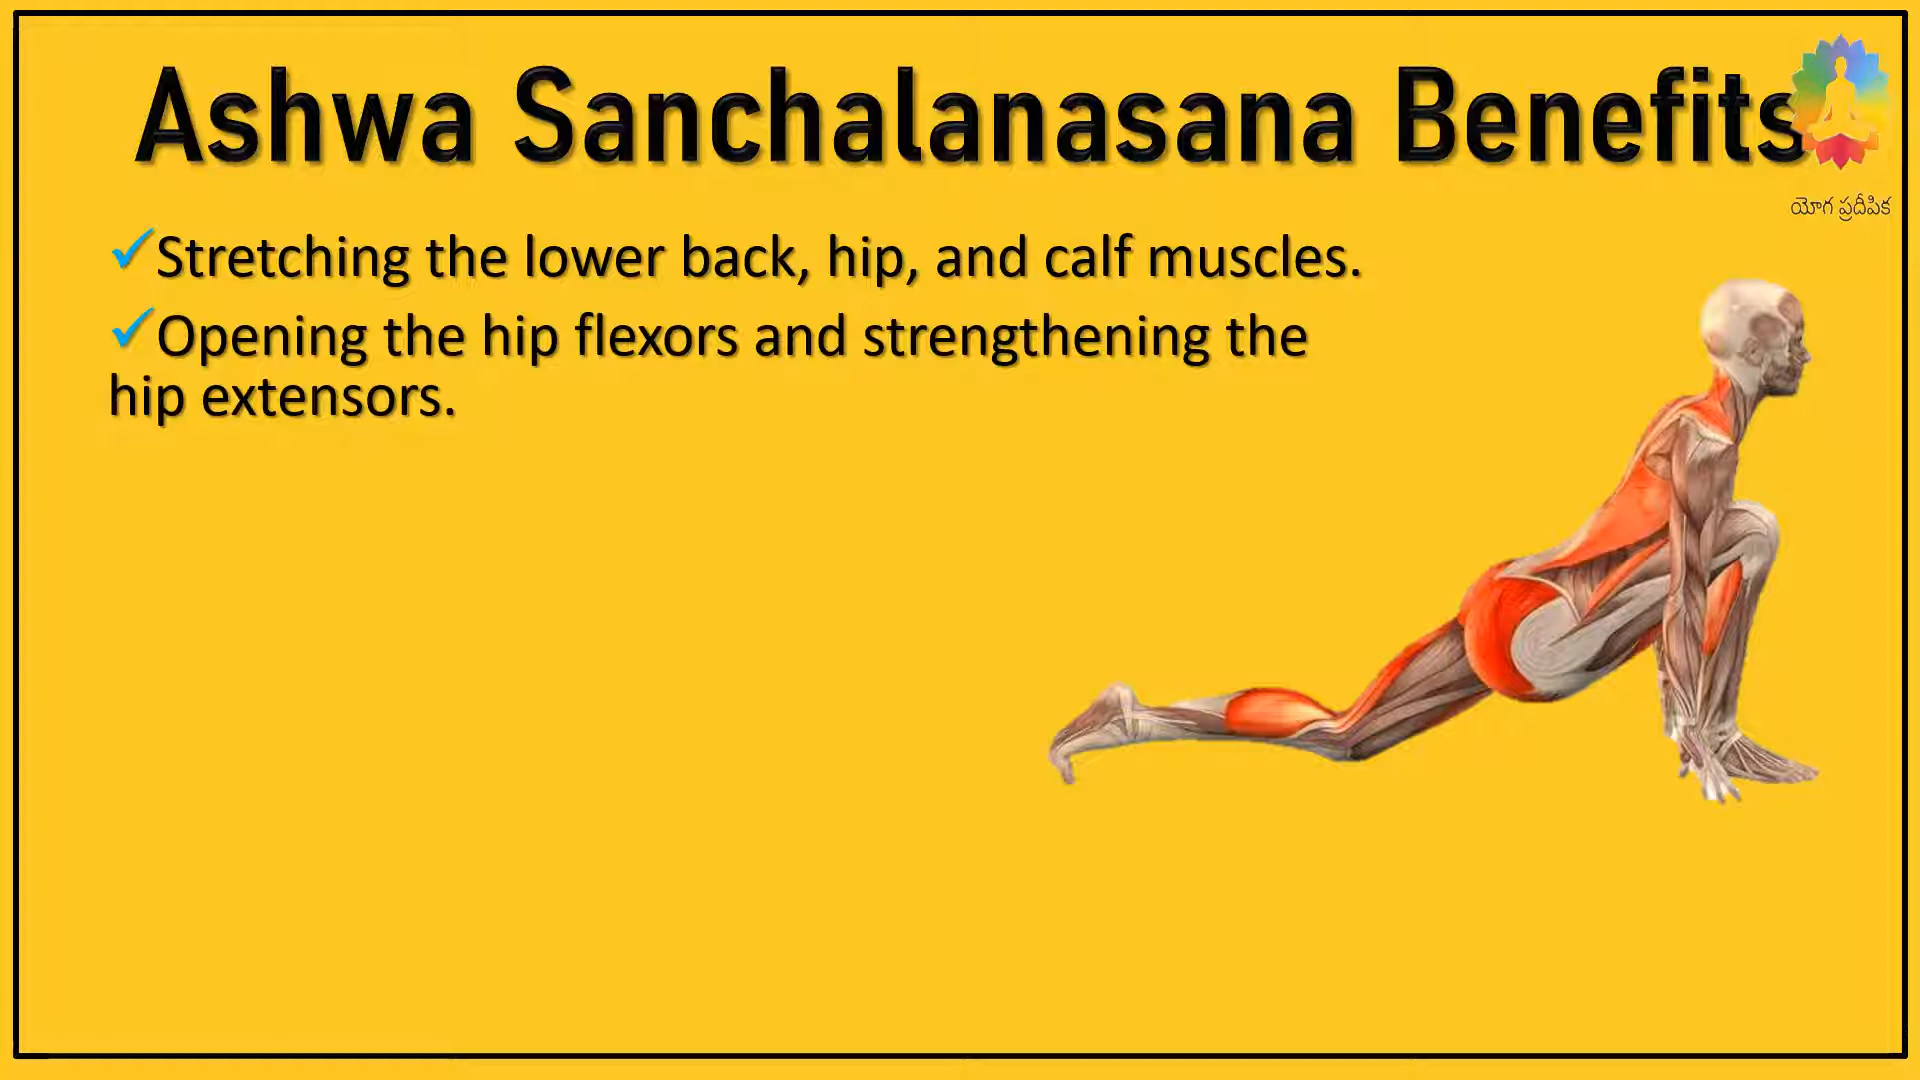 Ashwa Sanchalanasana Benefits
యోగ ప్రదీపిక
✓Stretching the lower back, hip, and calf muscles.
✓Opening the hip flexors and strengthening the
hip extensors.